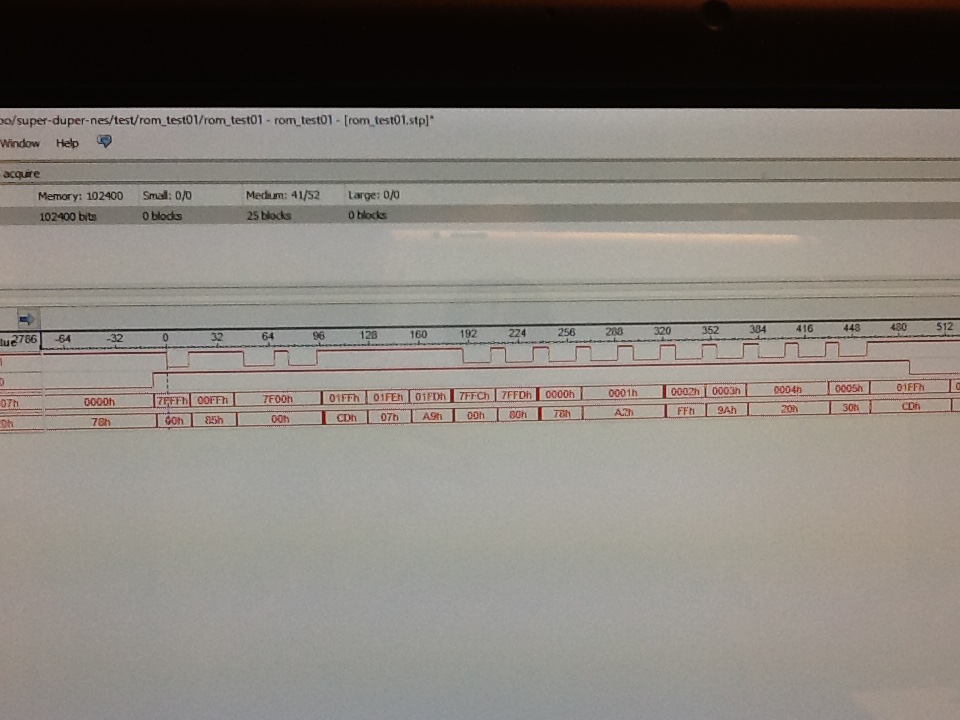 oo/super-duper-nes/test/rom_test01/rom_test01 - rom_test01 - [rom_test01.stp]*
Window Help
acquire
Memory: 102400 Small: 0/0 Medium: 41/52 Large: 0/0
102400 bits 0 blocks 25 blocks 0 blocks
lue 2786 -64 -32 0 32 64 96 128 160 192 224 256 288 320 352 384 416 448 480 512
07h 0000h 7FFFh 00FFh 7F00h 01FFh 01FEh 01FDh 7FFCh 7FFDh 0000h 0001h 0002h 0003h 0004h 0005h 01FFh
0h 78h 00h 85h 00h CDh 07h A9h 00h 80h 78h A2h FFh 9Ah 20h 30h CDh